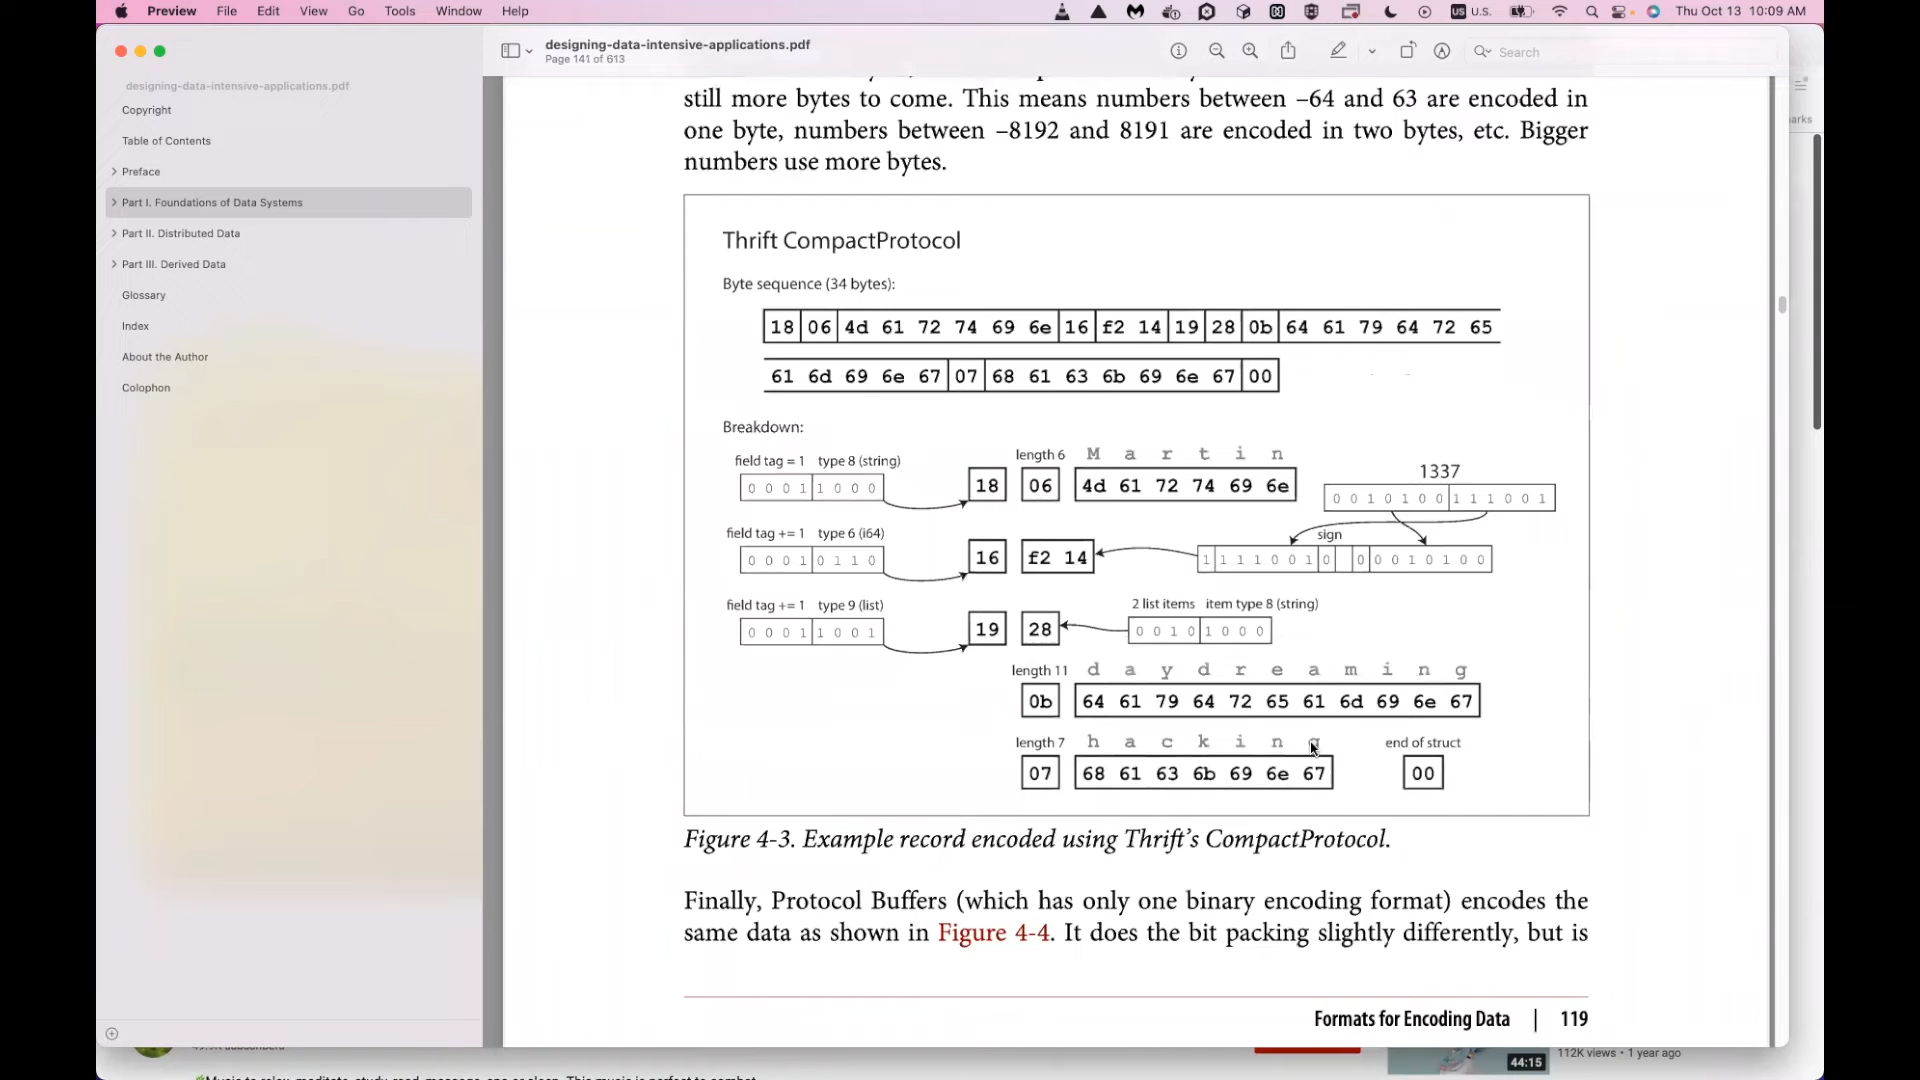 Preview File Edit View Go Tools Window Help
U.S. Thu Oct 13 10:09 AM
designing-data-intensive-applications.pdf
Page 141 of 613
Search
designing-data-intensive-applications.pdf
Copyright
Table of Contents
Preface
Part I. Foundations of Data Systems
Part II. Distributed Data
Part III. Derived Data
Glossary
Index
About the Author
Colophon
still more bytes to come. This means numbers between –64 and 63 are encoded in
one byte, numbers between –8192 and 8191 are encoded in two bytes, etc. Bigger
numbers use more bytes.
Thrift CompactProtocol
Byte sequence (34 bytes):
18 06 4d 61 72 74 69 6e 16 f2 14 19 28 0b 64 61 79 64 72 65
61 6d 69 6e 67 07 68 61 63 6b 69 6e 67 00
Breakdown:
field tag = 1 type 8 (string)
0 0 0 1 1 0 0 0
18
length 6 M a r t i n
06 4d 61 72 74 69 6e
1337
0 0 1 0 1 0 0 1 1 1 0 0 1
field tag += 1 type 6 (i64)
0 0 0 1 0 1 1 0
16 f2 14
sign
1 1 1 1 0 0 1 0 0 0 0 1 0 1 0 0
field tag += 1 type 9 (list)
0 0 0 1 1 0 0 1
19 28
2 list items item type 8 (string)
0 0 1 0 1 0 0 0
length 11 d a y d r e a m i n g
0b 64 61 79 64 72 65 61 6d 69 6e 67
length 7 h a c k i n g
07 68 61 63 6b 69 6e 67
end of struct
00
Figure 4-3. Example record encoded using Thrift’s CompactProtocol.
Finally, Protocol Buffers (which has only one binary encoding format) encodes the
same data as shown in Figure 4-4. It does the bit packing slightly differently, but is
Formats for Encoding Data | 119
44:15
112K views • 1 year ago